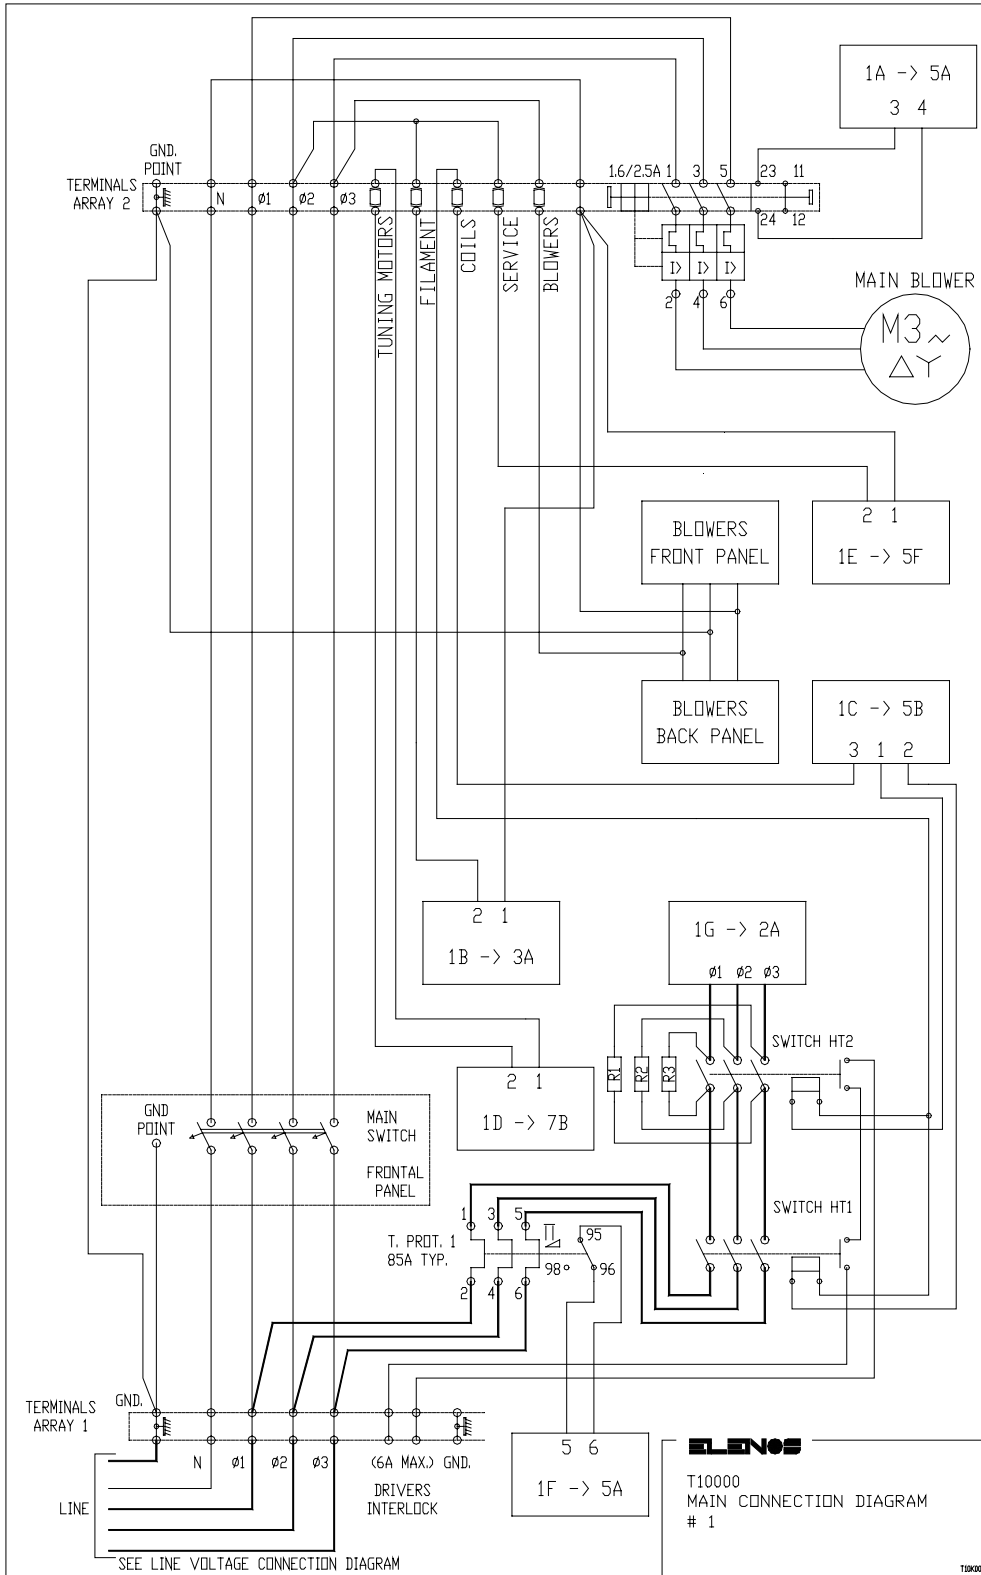 1A -> 5A
3 4
GND.
POINT
TERMINALS
ARRAY 2
N ø1 ø2 ø3
1.6/2.5A 1 3 5 23 11
24 12
TUNING MOTORS
FILAMENT
COILS
SERVICE
BLOWERS
I> I> I>
2 4 6
MAIN BLOWER
M3 ~
Δ Y
BLOWERS
FRONT PANEL
2 1
1E -> 5F
BLOWERS
BACK PANEL
1C -> 5B
3 1 2
2 1
1B -> 3A
1G -> 2A
ø1 ø2 ø3
SWITCH HT2
R1 R2 R3
2 1
1D -> 7B
GND
POINT
MAIN
SWITCH
FRONTAL
PANEL
SWITCH HT1
1 3 5
T. PROT. 1
85A TYP.
95
98 96
2 4 6
TERMINALS
ARRAY 1
GND.
N ø1 ø2 ø3 (6A MAX.) GND.
DRIVERS
INTERLOCK
LINE
SEE LINE VOLTAGE CONNECTION DIAGRAM
5 6
1F -> 5A
ELENOS
T10000
MAIN CONNECTION DIAGRAM
# 1